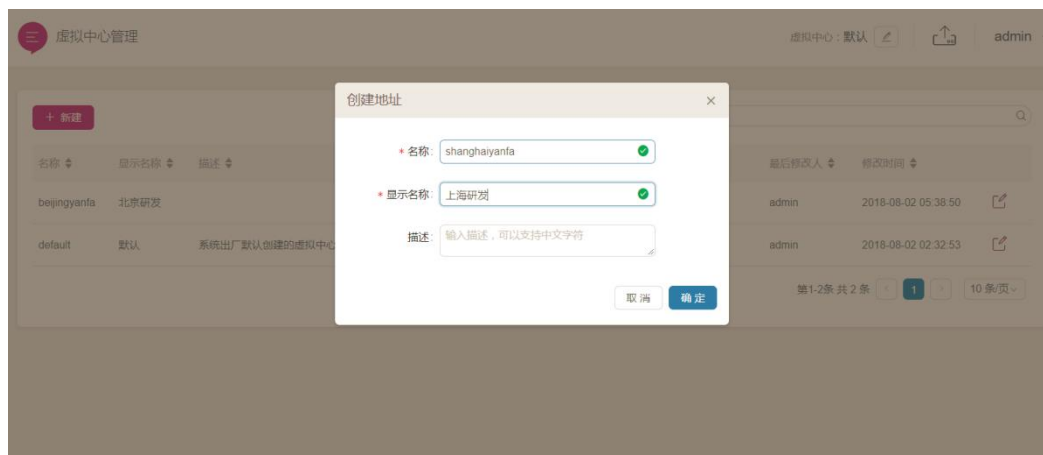 虚拟中心管理
虚拟中心：默认
admin
创建地址
+ 新建
* 名称: shanghaiyanfa
* 显示名称: 上海研发
描述: 输入描述，可以支持中文字符
取消 确定
名称 显示名称 描述 最后修改人 修改时间
beijingyanfa 北京研发 admin 2018-08-02 05:38:50
default 默认 系统出厂默认创建的虚拟中心 admin 2018-08-02 02:32:53
第1-2条 共 2 条 1 10 条/页